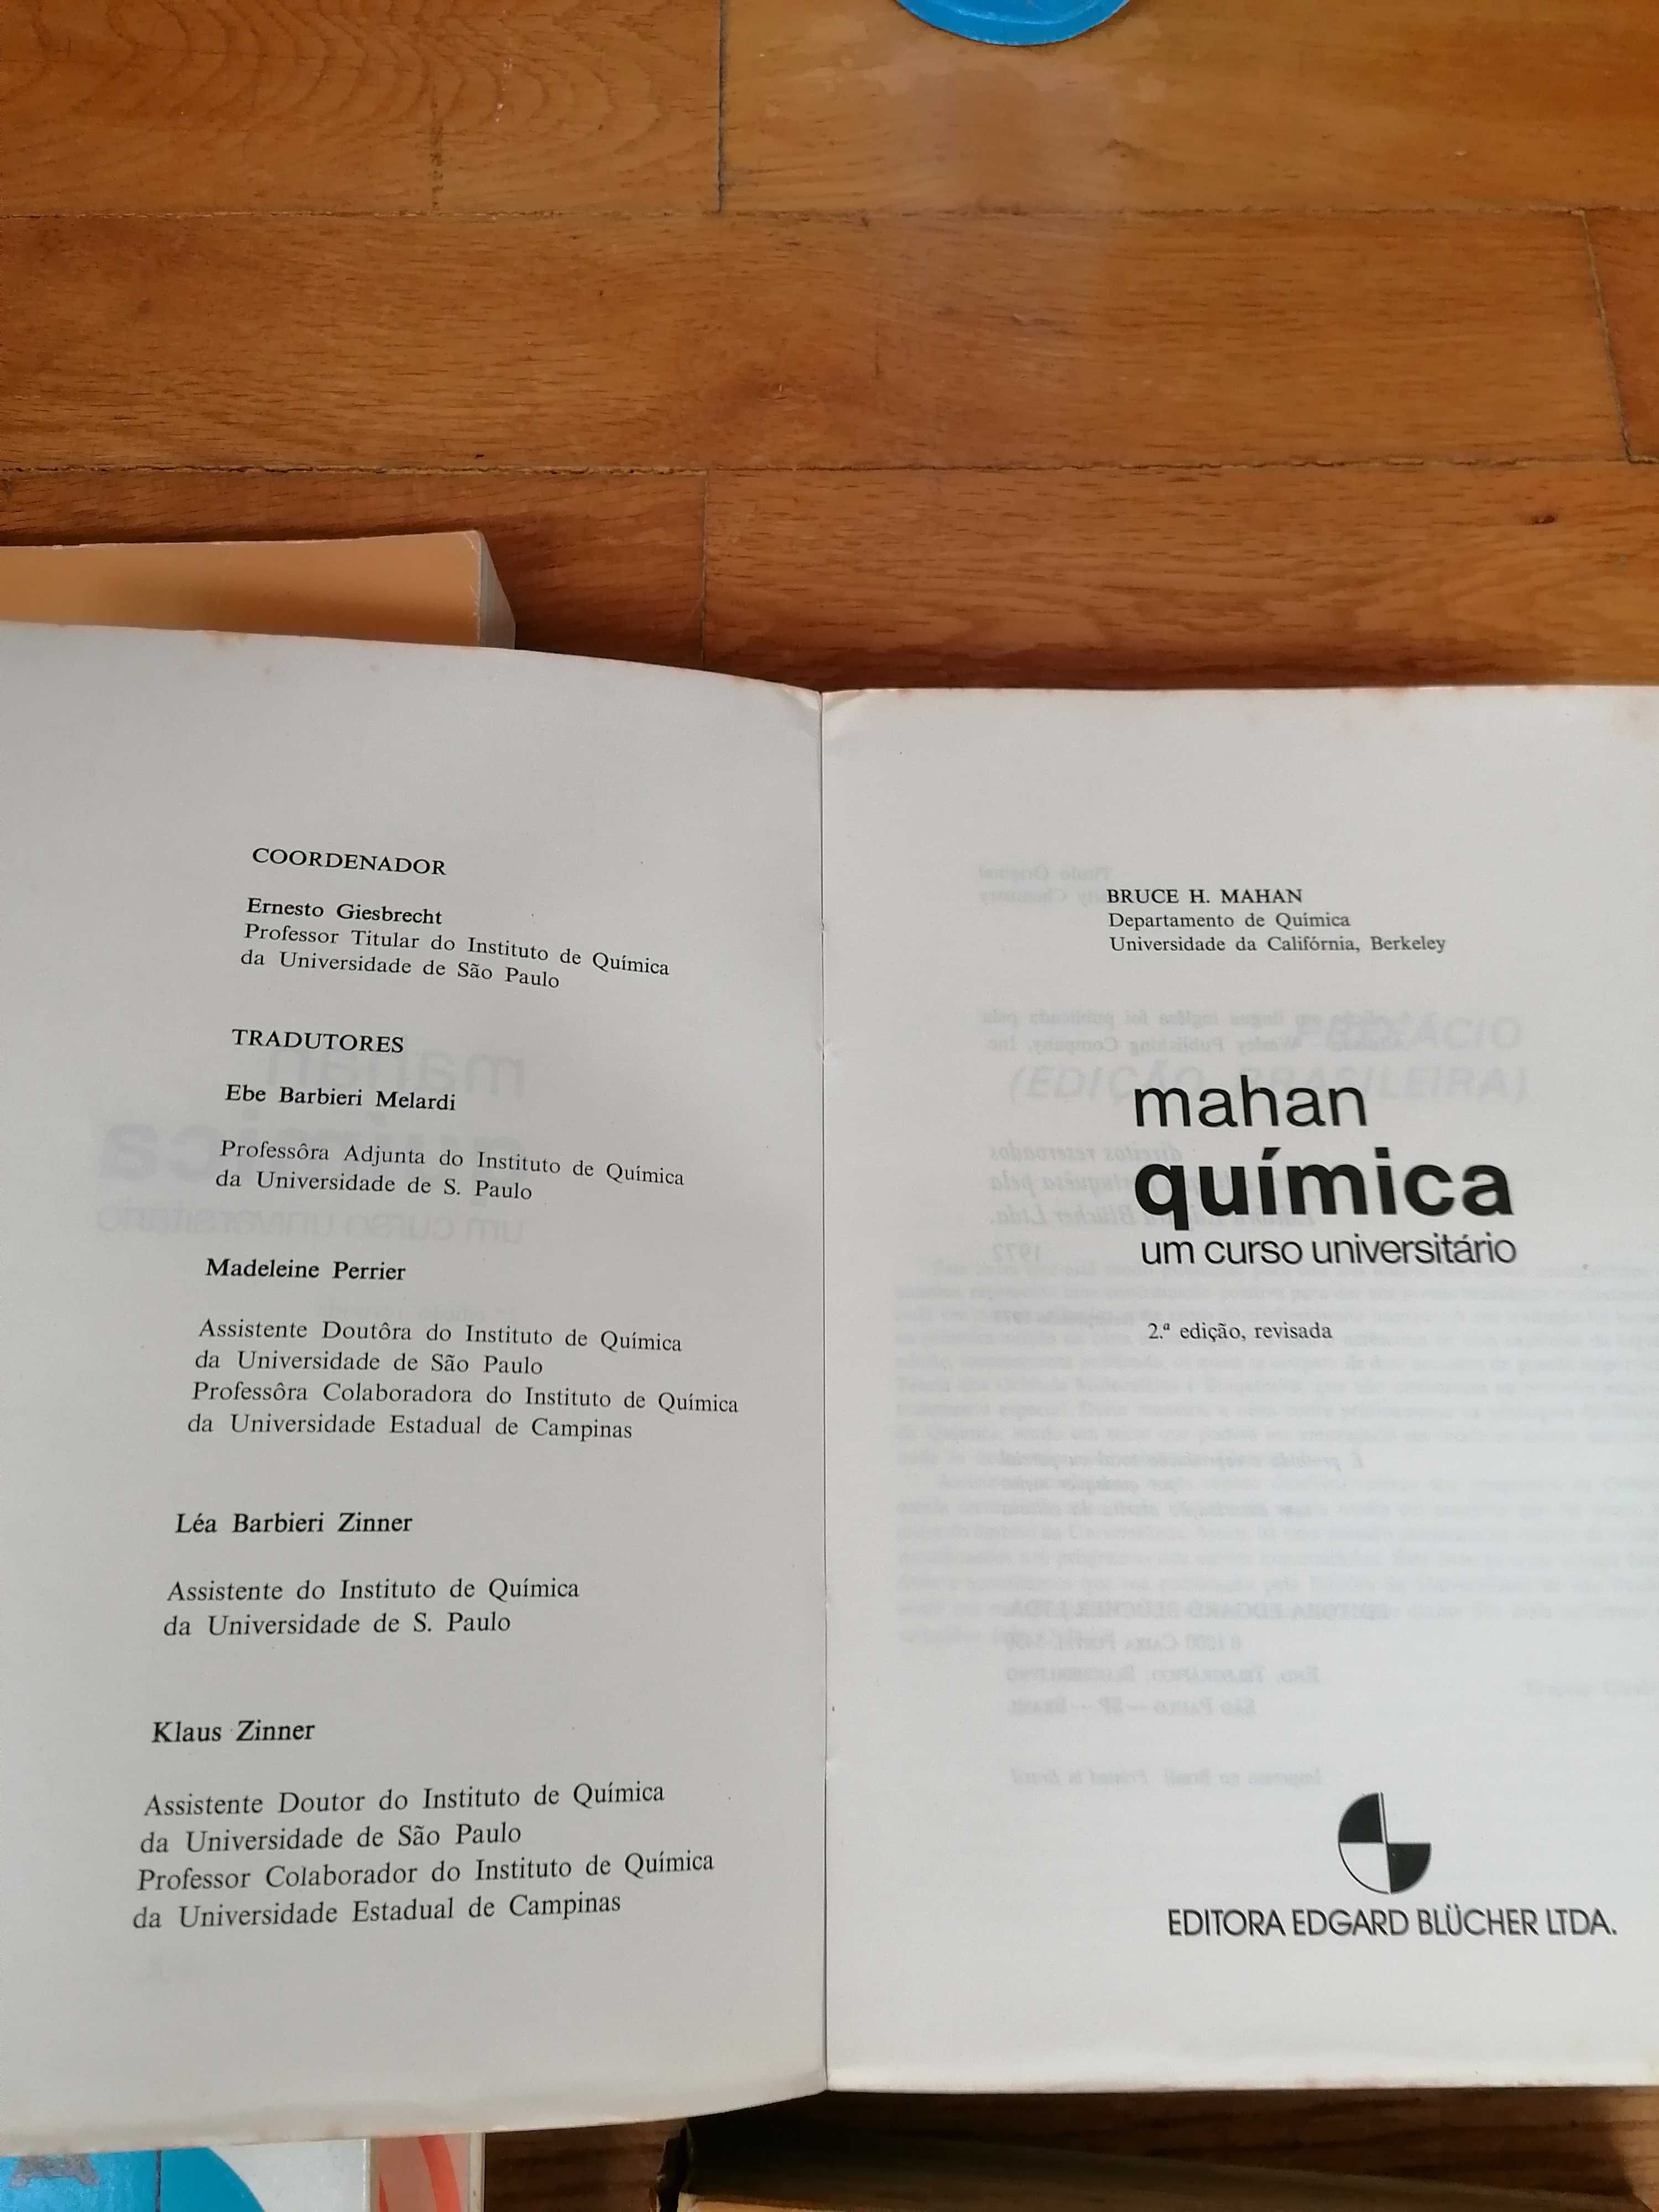 COORDENADOR
Ernesto Giesbrecht
Professor Titular do Instituto de Química
da Universidade de São Paulo
TRADUTORES
Ebe Barbieri Melardi
Professôra Adjunta do Instituto de Química
da Universidade de S. Paulo
Madeleine Perrier
Assistente Doutôra do Instituto de Química
da Universidade de São Paulo
Professôra Colaboradora do Instituto de Química
da Universidade Estadual de Campinas
Léa Barbieri Zinner
Assistente do Instituto de Química
da Universidade de S. Paulo
Klaus Zinner
Assistente Doutor do Instituto de Química
da Universidade de São Paulo
Professor Colaborador do Instituto de Química
da Universidade Estadual de Campinas
BRUCE H. MAHAN
Departamento de Química
Universidade da Califórnia, Berkeley
mahan
química
um curso universitário
2.ª edição, revisada
EDITORA EDGARD BLÜCHER LTDA.